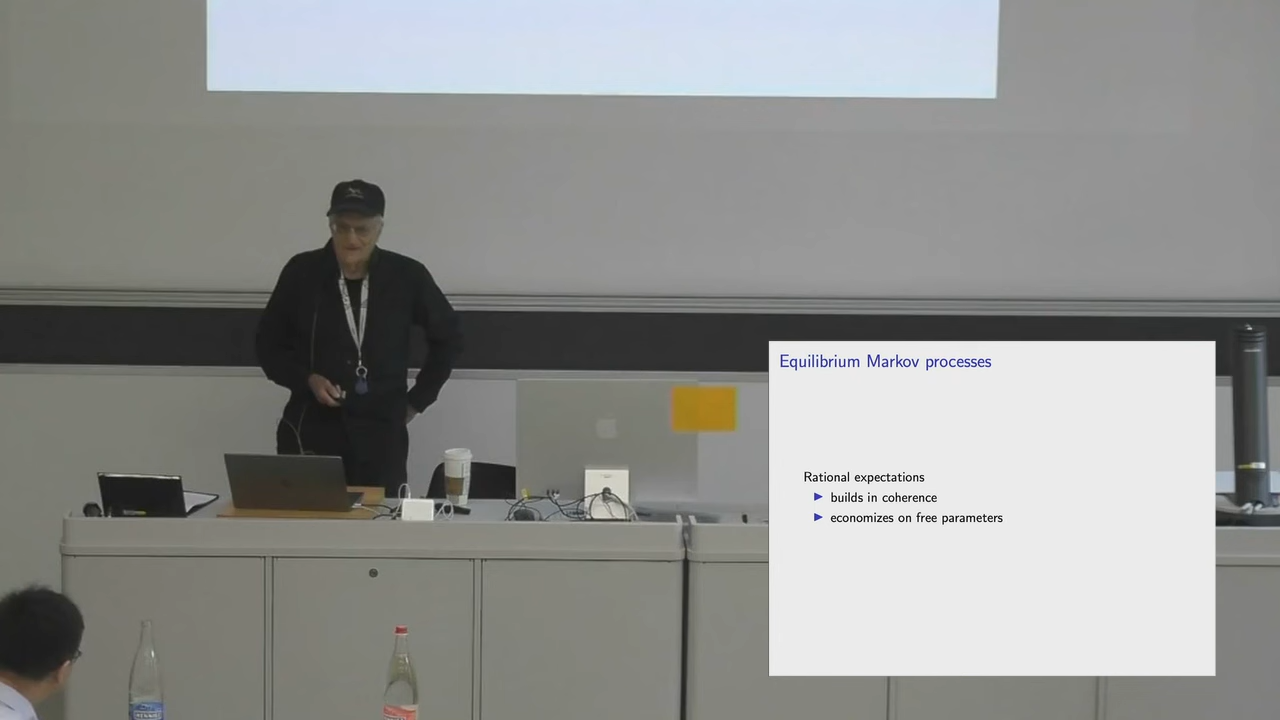 Equilibrium Markov processes
Rational expectations
builds in coherence
economizes on free parameters